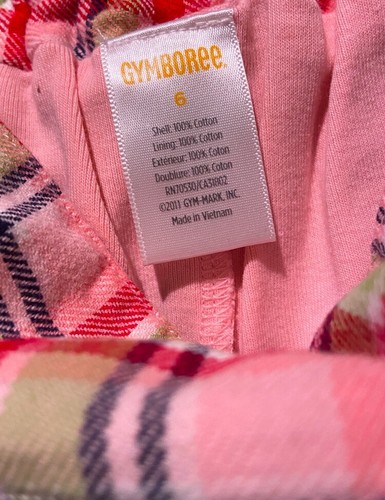 GYMBOREE.
6
Shell: 100% Cotton
Lining: 100% Cotton
Extérieur: 100% Coton
Doublure: 100% Coton
RN70530/CA31802
©2011 GYM-MARK, INC.
Made in Vietnam